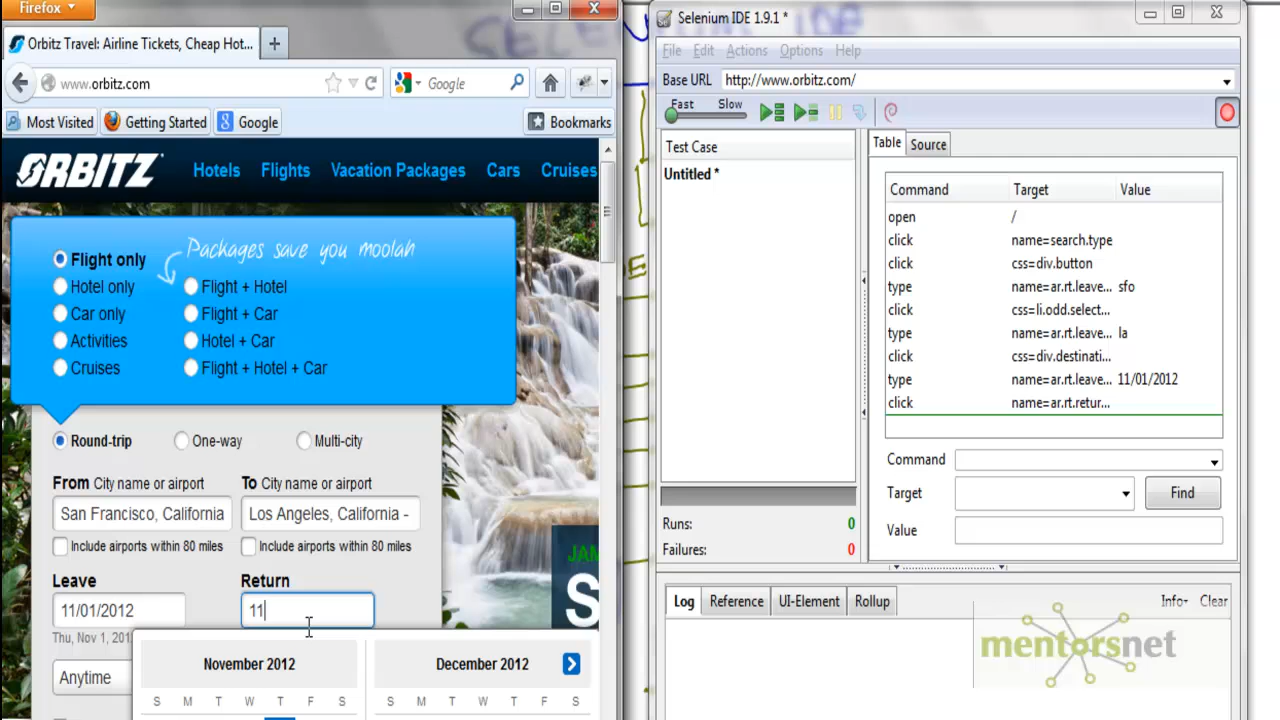 Firefox
Orbitz Travel: Airline Tickets, Cheap Hot...
www.orbitz.com
Google
Most Visited
Getting Started
Google
Bookmarks
ORBITZ
Hotels
Flights
Vacation Packages
Cars
Cruises
Packages save you moolah
Flight only
Hotel only
Flight + Hotel
Car only
Flight + Car
Activities
Hotel + Car
Cruises
Flight + Hotel + Car
Round-trip
One-way
Multi-city
From City name or airport
To City name or airport
San Francisco, California
Los Angeles, California -
Include airports within 80 miles
Include airports within 80 miles
Leave
Return
11/01/2012
11
Thu, Nov 1, 201
Anytime
November 2012
December 2012
S M T W T F S
S M T W T F S
JAM
S
SELENIUM IDE
Selenium IDE 1.9.1 *
File Edit Actions Options Help
Base URL http://www.orbitz.com/
Fast Slow
Test Case
Untitled *
Runs: 0
Failures: 0
Table Source
Command Target Value
open /
click name=search.type
click css=div.button
type name=ar.rt.leave... sfo
click css=li.odd.select...
type name=ar.rt.leave... la
click css=div.destinati...
type name=ar.rt.leave... 11/01/2012
click name=ar.rt.retur...
Command
Target
Find
Value
Log Reference UI-Element Rollup
Info Clear
mentorsnet